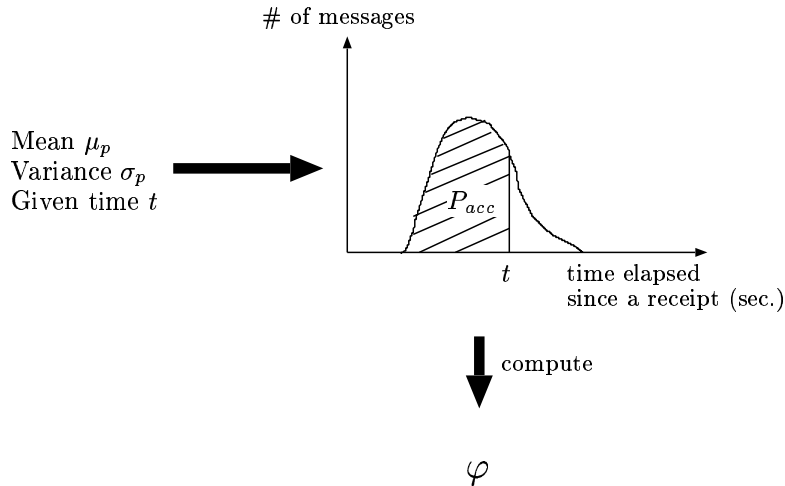 # of messages
Mean μ_p
Variance σ_p
Given time t
P_acc
t
time elapsed
since a receipt (sec.)
compute
φ